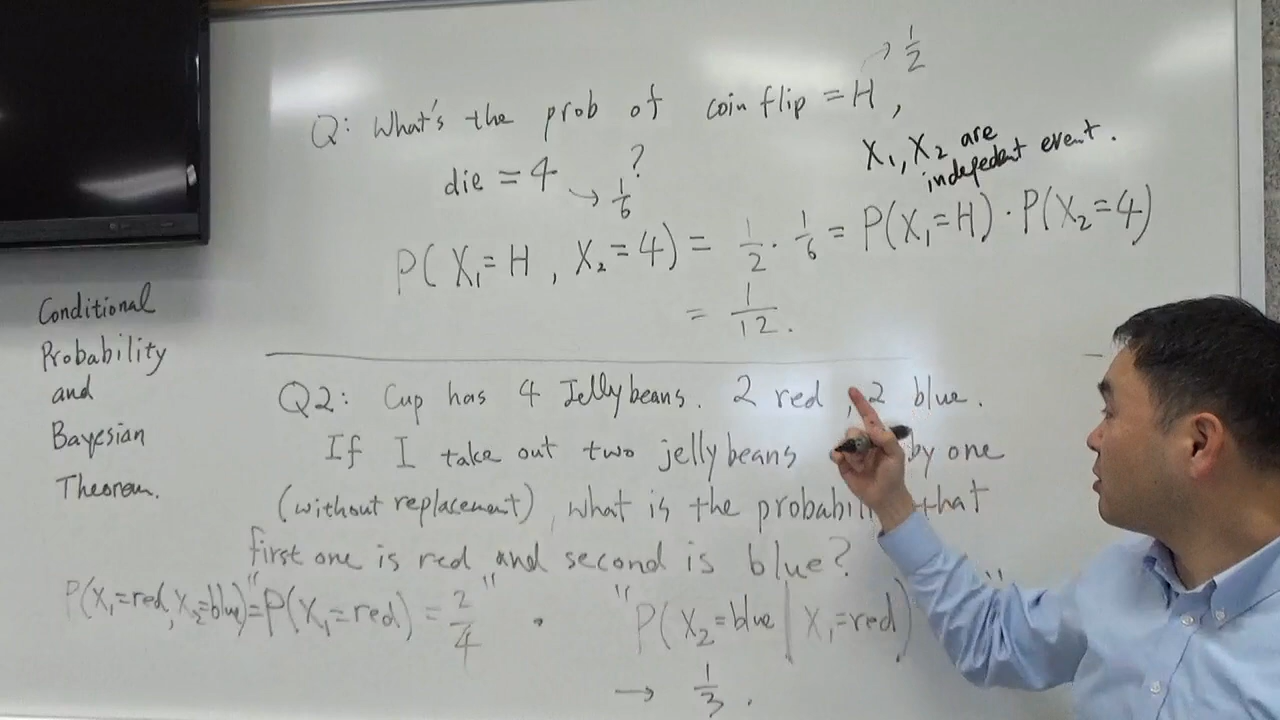 Q: What's the prob of coin flip = H, → 1/2
die = 4 ? → 1/6
X₁, X₂ are
indepedent event.
P( X₁ = H , X₂ = 4) = 1/2 · 1/6 = P(X₁=H) · P(X₂=4)
= 1/12.
Conditional
Probability
and
Bayesian
Theorem.
Q2: Cup has 4 Jellybeans. 2 red , 2 blue.
If I take out two jellybeans by one
(without replacement), what is the probabili that
first one is red and second is blue?
P(X₁=red, X₂=blue) = "P(X₁=red) = 2/4" · "P(X₂=blue | X₁=red) "
→ 1/3.